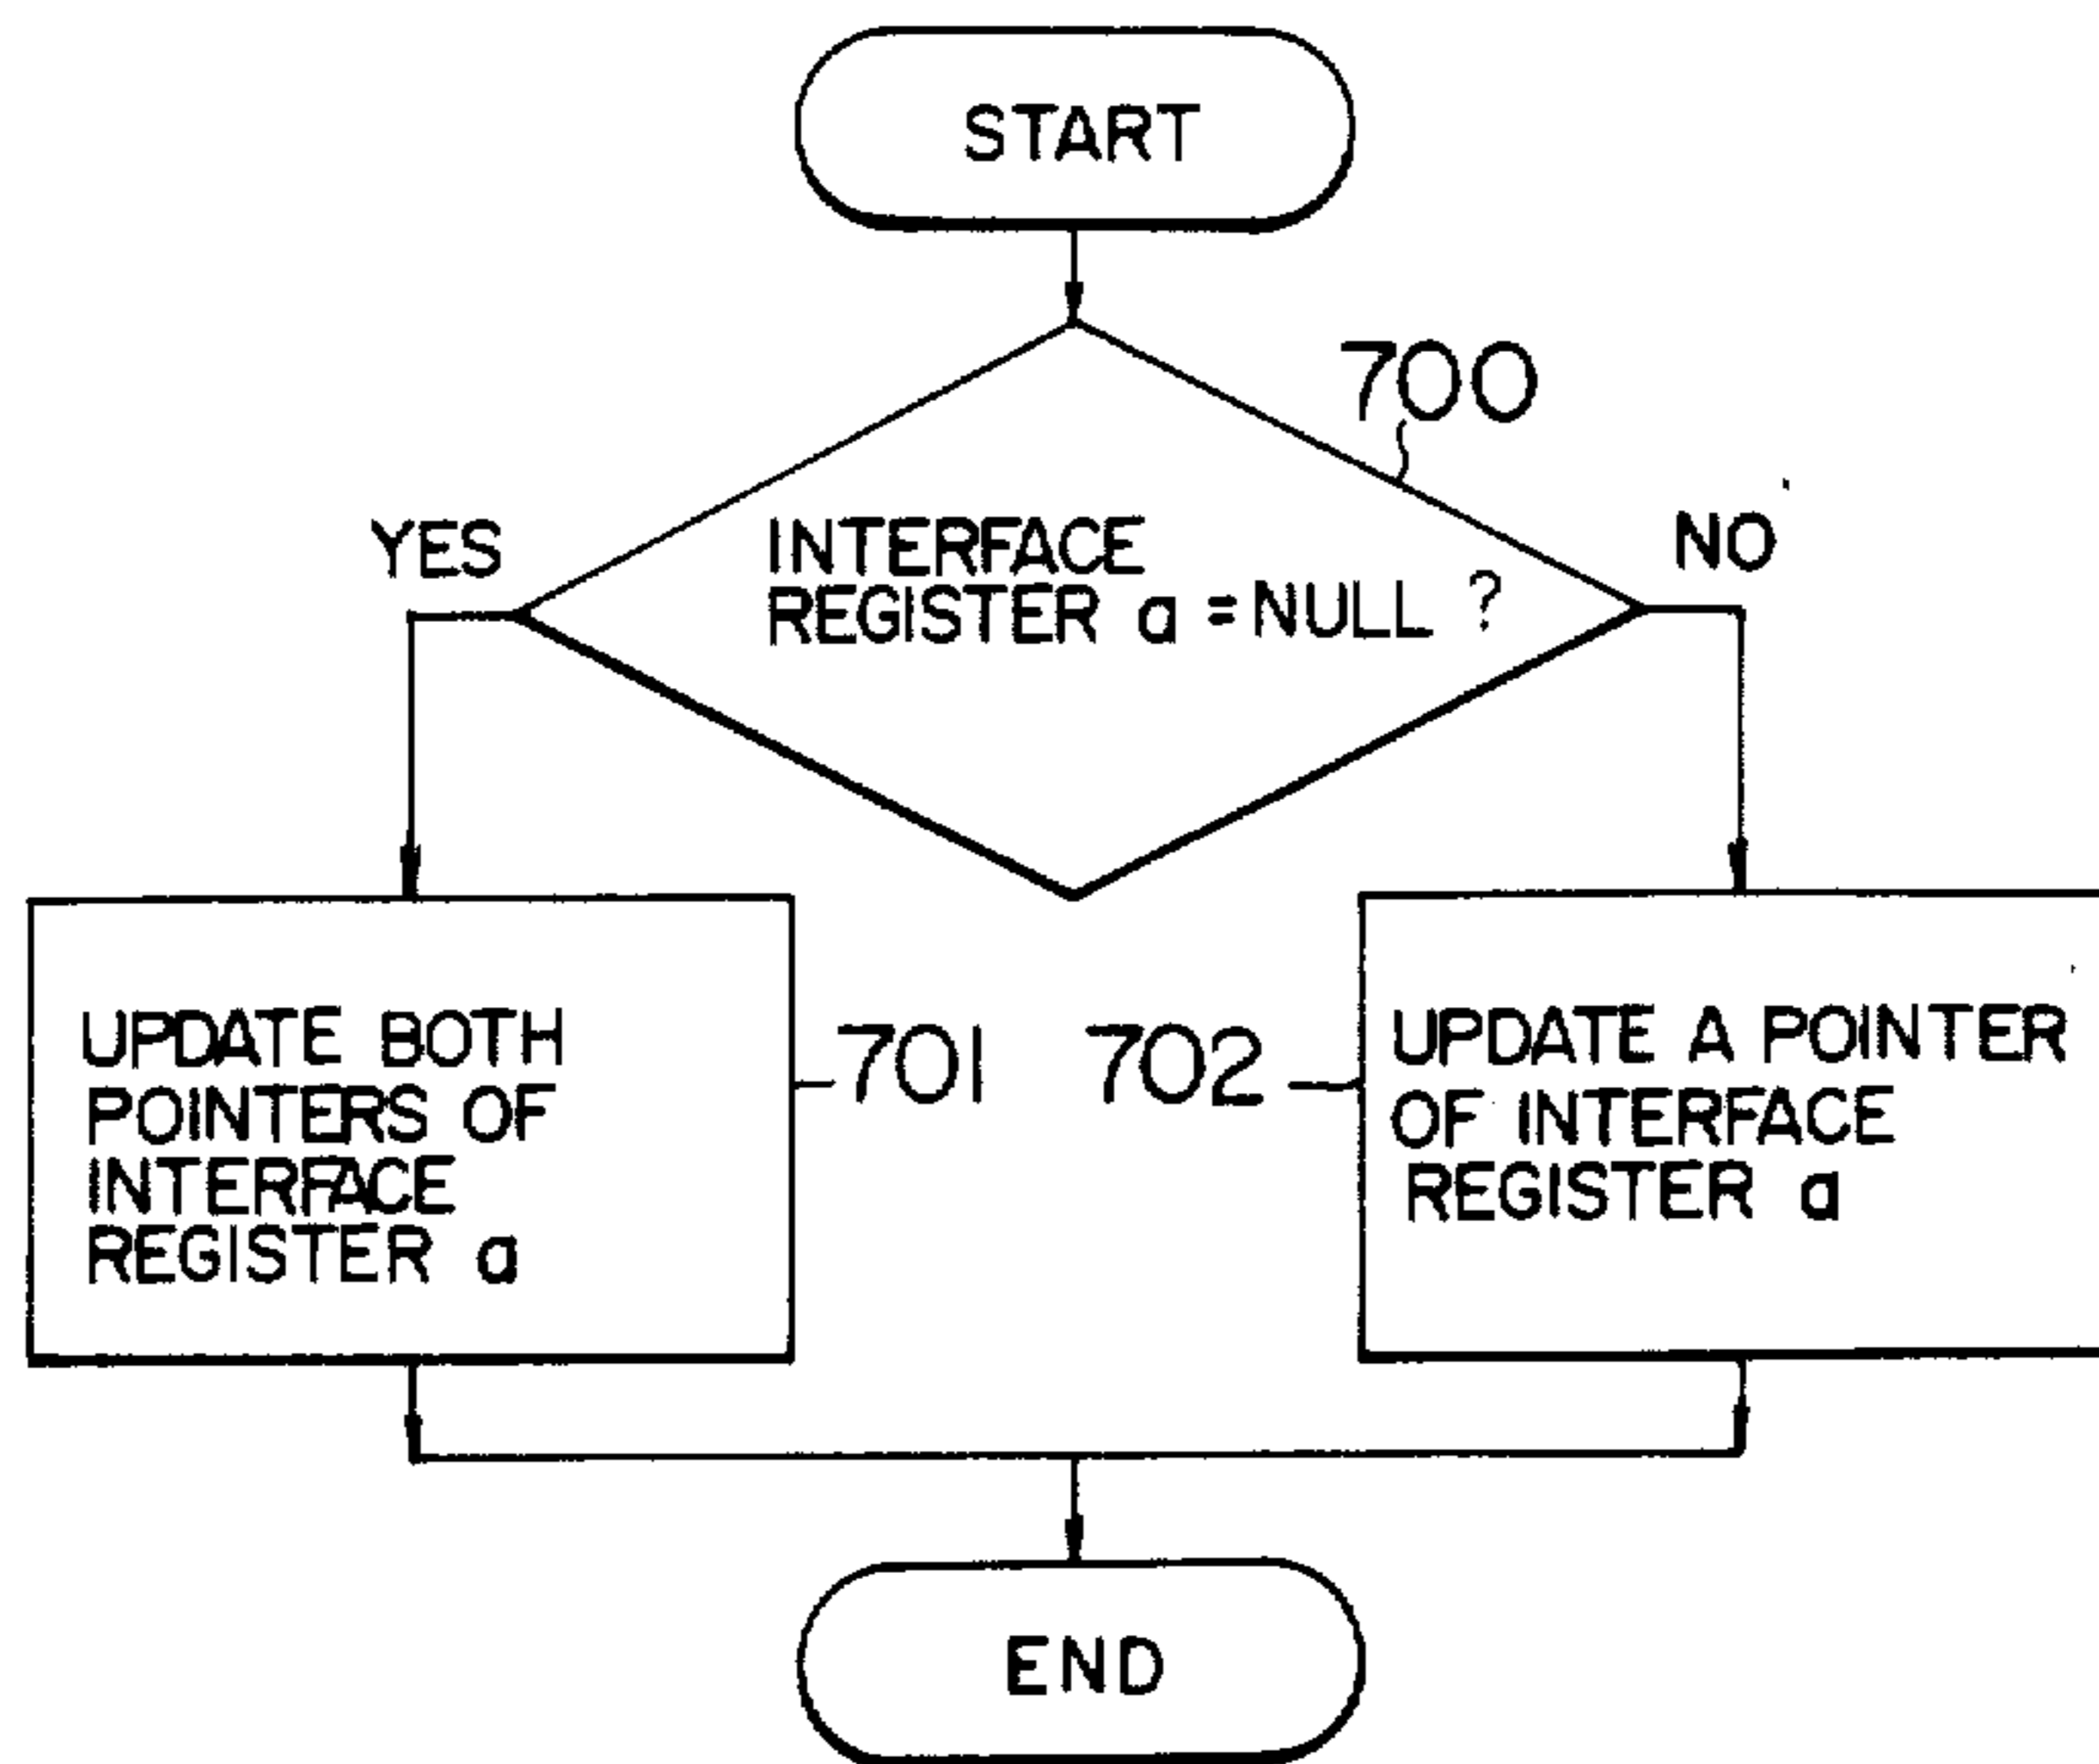 START
700
YES
NO
INTERFACE
REGISTER a = NULL ?
UPDATE BOTH
POINTERS OF
INTERFACE
REGISTER a
701
702
UPDATE A POINTER
OF INTERFACE
REGISTER a
END